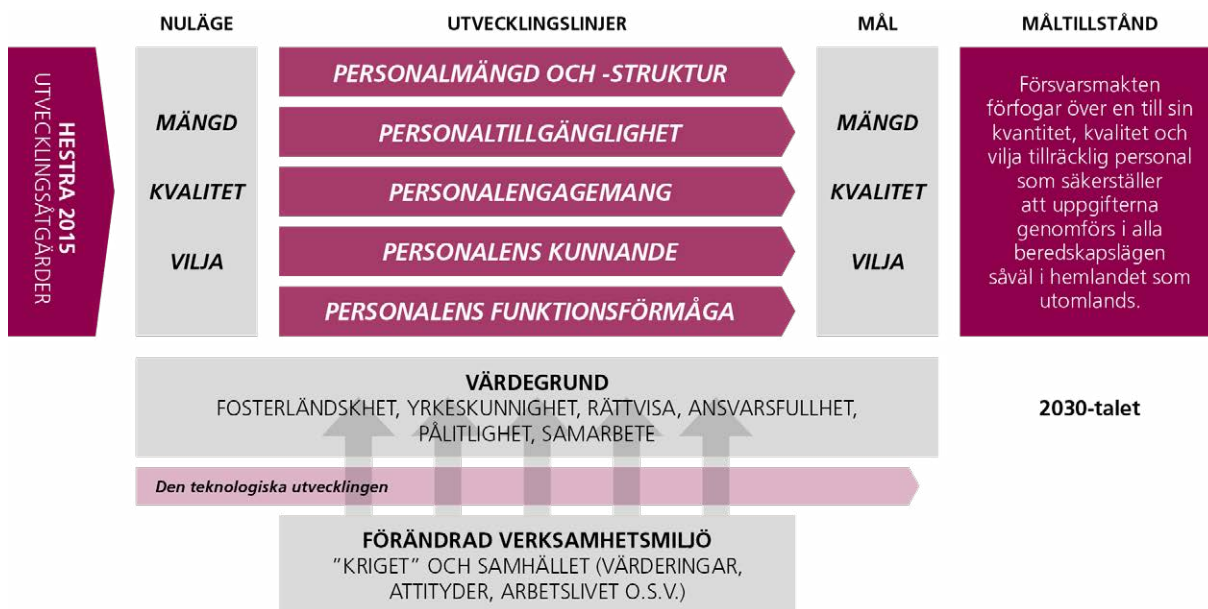 NULÄGE
UTVECKLINGSLINJER
MÅL
MÅLTILLSTÅND
HESTRA 2015
UTVECKLINGSÅTGÄRDER
MÄNGD
KVALITET
VILJA
PERSONALMÄNGD OCH -STRUKTUR
PERSONALTILLGÄNGLIGHET
PERSONALENGAGEMANG
PERSONALENS KUNNANDE
PERSONALENS FUNKTIONSFÖRMÅGA
MÄNGD
KVALITET
VILJA
Försvarsmakten
förfogar över en till sin
kvantitet, kvalitet och
vilja tillräcklig personal
som säkerställer
att uppgifterna
genomförs i alla
beredskapslägen
såväl i hemlandet som
utomlands.
VÄRDEGRUND
FOSTERLÄNDSKHET, YRKESKUNNIGHET, RÄTTVISA, ANSVARSFULLHET,
PÅLITLIGHET, SAMARBETE
2030-talet
Den teknologiska utvecklingen
FÖRÄNDRAD VERKSAMHETSMILJÖ
”KRIGET” OCH SAMHÄLLET (VÄRDERINGAR,
ATTITYDER, ARBETSLIVET O.S.V.)